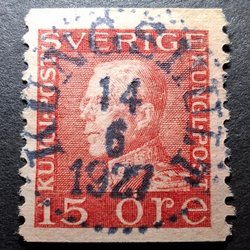 SVERIGE
KUNGL. POST
KUNGL. POST
14
6
1927
15 ÖRE